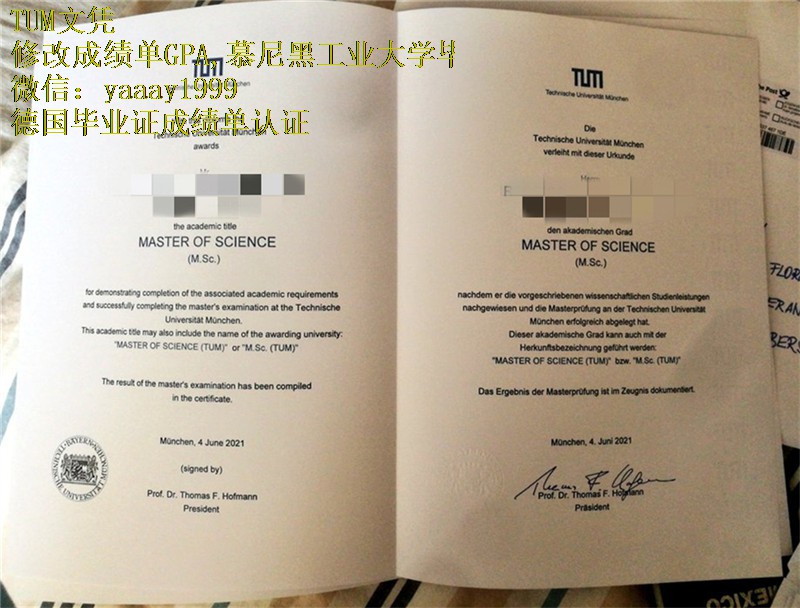 TUM文凭
修改成绩单GPA,慕尼黑工业大学毕
微信：yaaay1999
德国毕业证成绩单认证
TUM
Technische Universität München
awards
the academic title
MASTER OF SCIENCE
(M.Sc.)
for demonstrating completion of the associated academic requirements
and successfully completing the master's examination at the Technische
Universität München.
This academic title may also include the name of the awarding university:
"MASTER OF SCIENCE (TUM)" or "M.Sc. (TUM)"
The result of the master's examination has been compiled
in the certificate.
München, 4 June 2021
(signed by)
Prof. Dr. Thomas F. Hofmann
President
TUM
Technische Universität München
Die
Technische Universität München
verleiht mit dieser Urkunde
Herrn
den akademischen Grad
MASTER OF SCIENCE
(M.Sc.)
nachdem er die vorgeschriebenen wissenschaftlichen Studienleistungen
nachgewiesen und die Masterprüfung an der Technischen Universität
München erfolgreich abgelegt hat.
Dieser akademische Grad kann auch mit der
Herkunftsbezeichnung geführt werden:
"MASTER OF SCIENCE (TUM)" bzw. "M.Sc. (TUM)"
Das Ergebnis der Masterprüfung ist im Zeugnis dokumentiert.
München, 4. Juni 2021
Prof. Dr. Thomas F. Hofmann
Präsident
Post
MEXICO